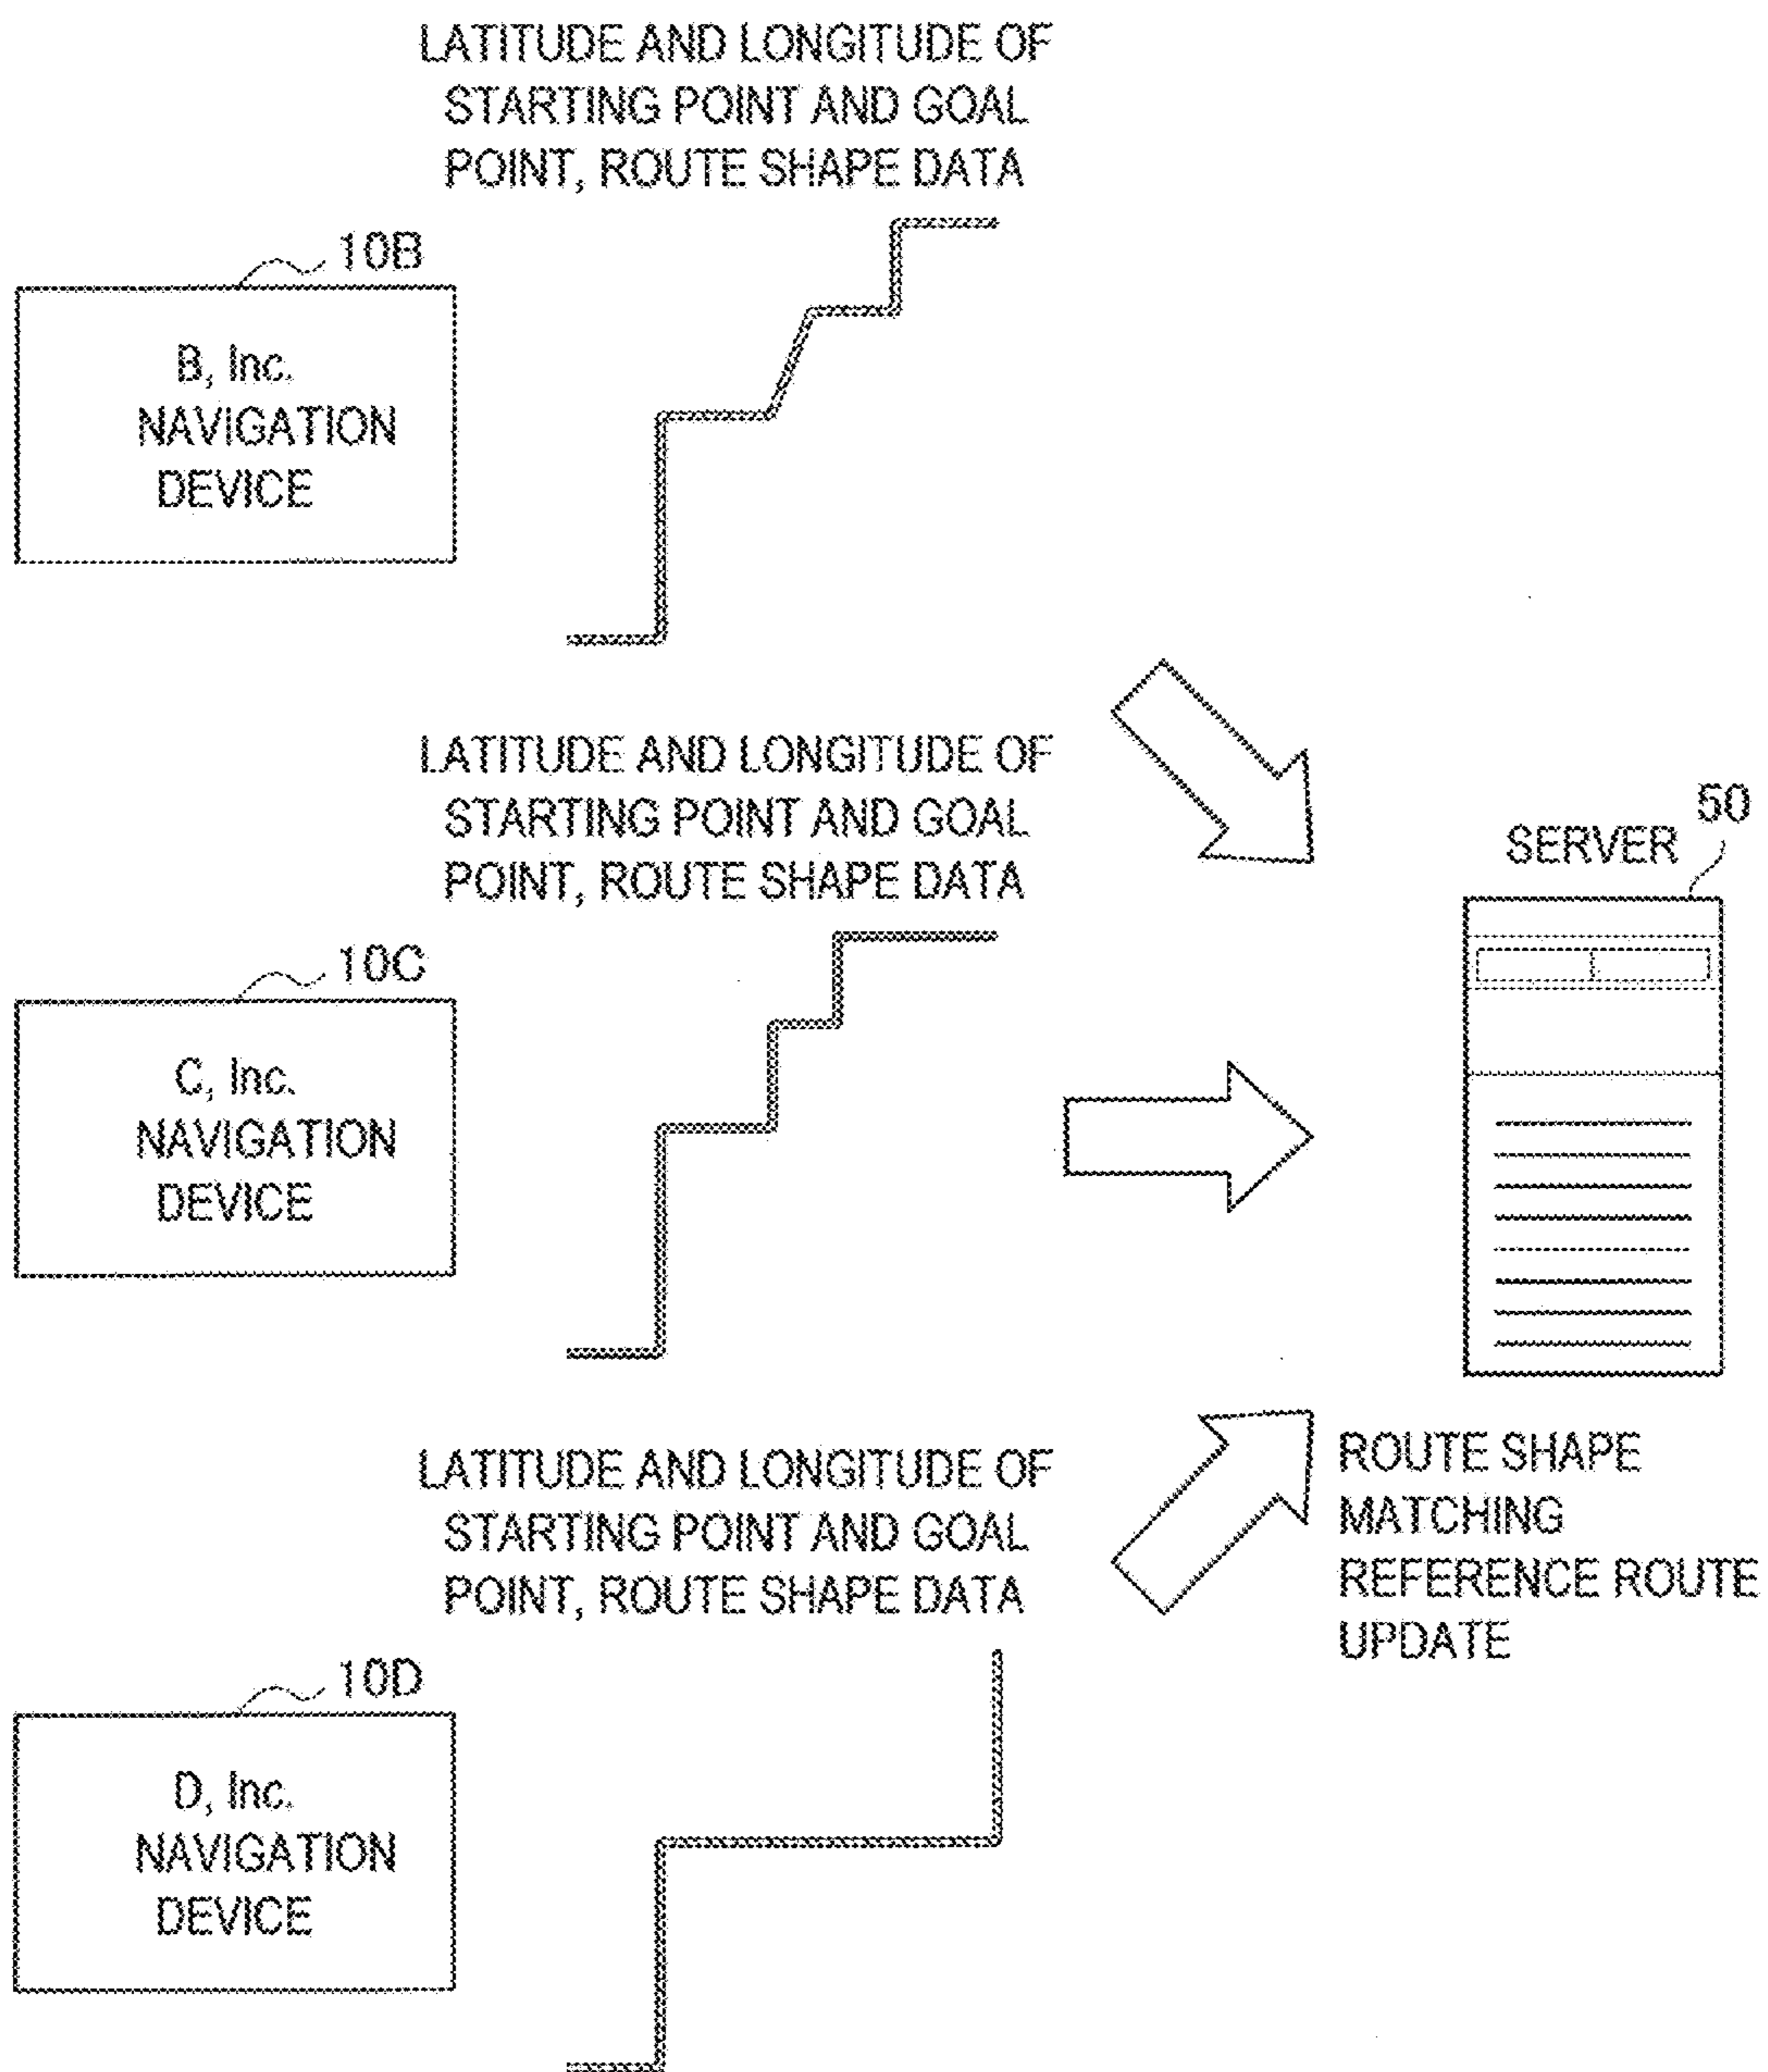 LATITUDE AND LONGITUDE OF
STARTING POINT AND GOAL
POINT, ROUTE SHAPE DATA
10B
B, Inc.
NAVIGATION
DEVICE
LATITUDE AND LONGITUDE OF
STARTING POINT AND GOAL
POINT, ROUTE SHAPE DATA
10C
C, Inc.
NAVIGATION
DEVICE
50
SERVER
LATITUDE AND LONGITUDE OF
STARTING POINT AND GOAL
POINT, ROUTE SHAPE DATA
10D
D, Inc.
NAVIGATION
DEVICE
ROUTE SHAPE
MATCHING
REFERENCE ROUTE
UPDATE